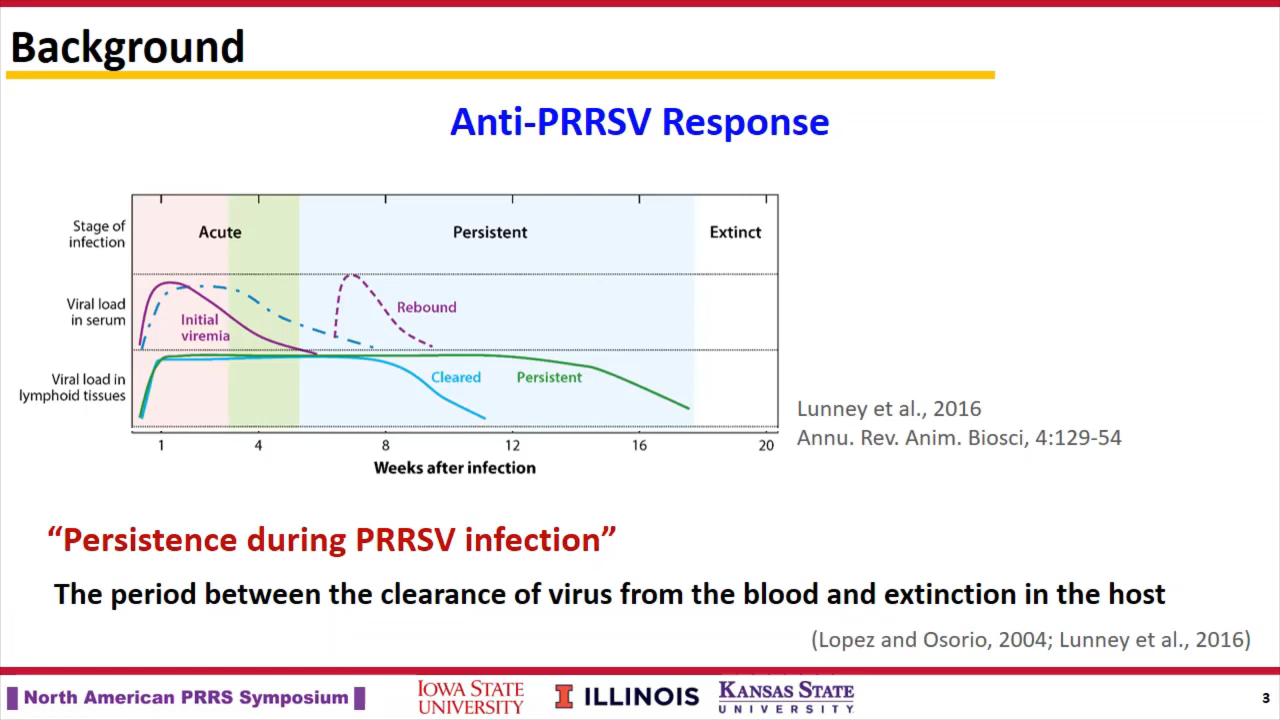 Background
Anti-PRRSV Response
Stage of
infection
Acute
Persistent
Extinct
Viral load
in serum
Initial
viremia
Rebound
Viral load in
lymphoid tissues
Cleared
Persistent
1 4 8 12 16 20
Weeks after infection
Lunney et al., 2016
Annu. Rev. Anim. Biosci, 4:129-54
“Persistence during PRRSV infection”
The period between the clearance of virus from the blood and extinction in the host
(Lopez and Osorio, 2004; Lunney et al., 2016)
North American PRRS Symposium
IOWA STATE
UNIVERSITY
I ILLINOIS
KANSAS STATE
UNIVERSITY
3